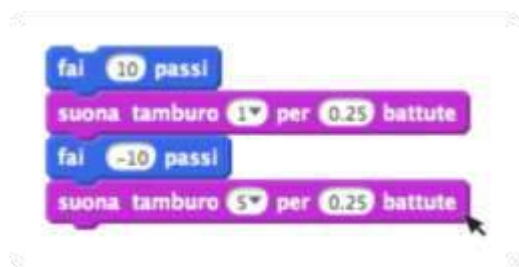 fai 10 passi
suona tamburo 1 per 0.25 battute
fai -10 passi
suona tamburo 5 per 0.25 battute